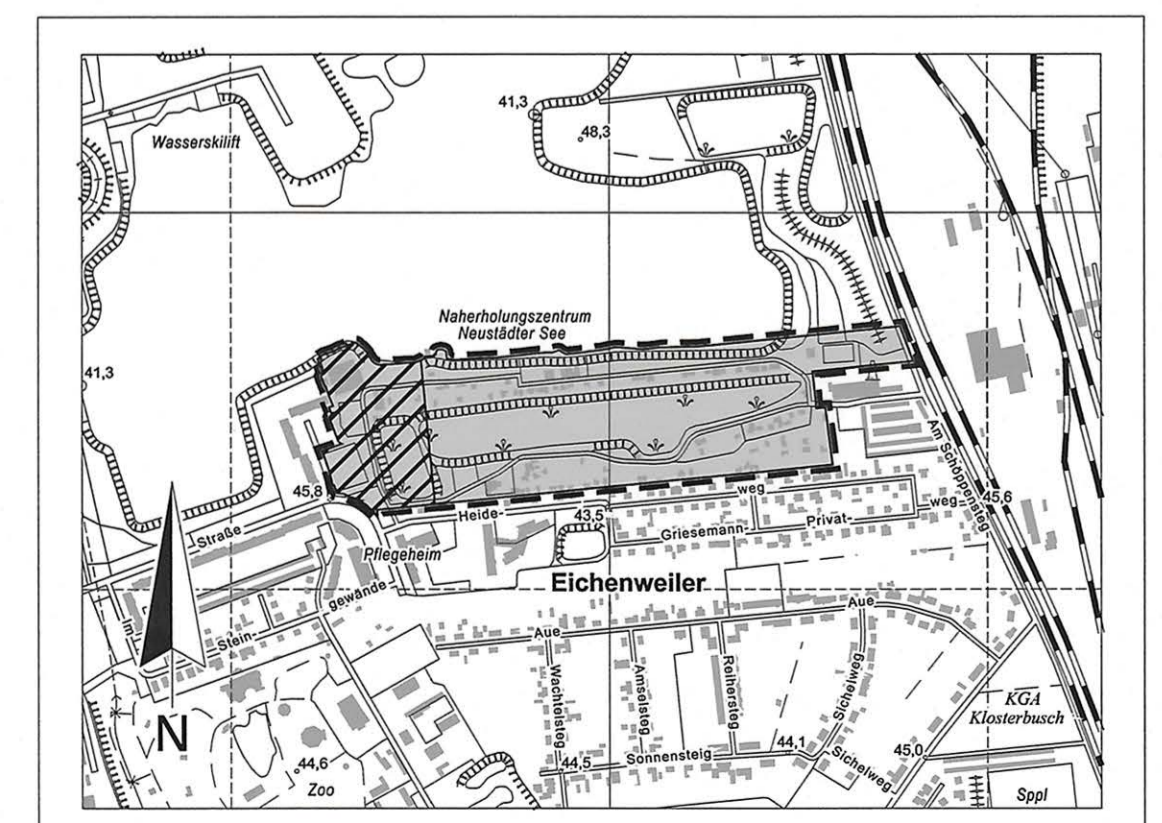 41,3
48,3
Wasserskilift
Naherholungszentrum
Neustädter See
41,3
Am Schöppensteg
45,8
weg
weg
45,6
Heide-
43,5
Privat-
Straße
Griesemann-
Pflegeheim
Eichenweiler
gewände
Im
Stein-
Aue
Aue
Wachtelsteg
Amselsteg
Reihersteg
Sichelweg
KGA
Klosterbusch
N
44,1
45,0
Sonnensteig
44,5
Sichelweg
44,6
Zoo
Sppl